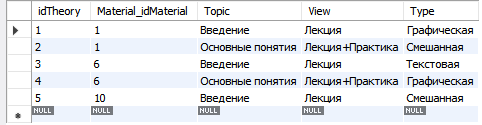 idTheory Material_idMaterial Topic View Type
1 1 Введение Лекция Графическая
2 1 Основные понятия Лекция+Практика Смешанная
3 6 Введение Лекция Текстовая
4 6 Основные понятия Лекция+Практика Графическая
5 10 Введение Лекция Смешанная
NULL NULL NULL NULL NULL